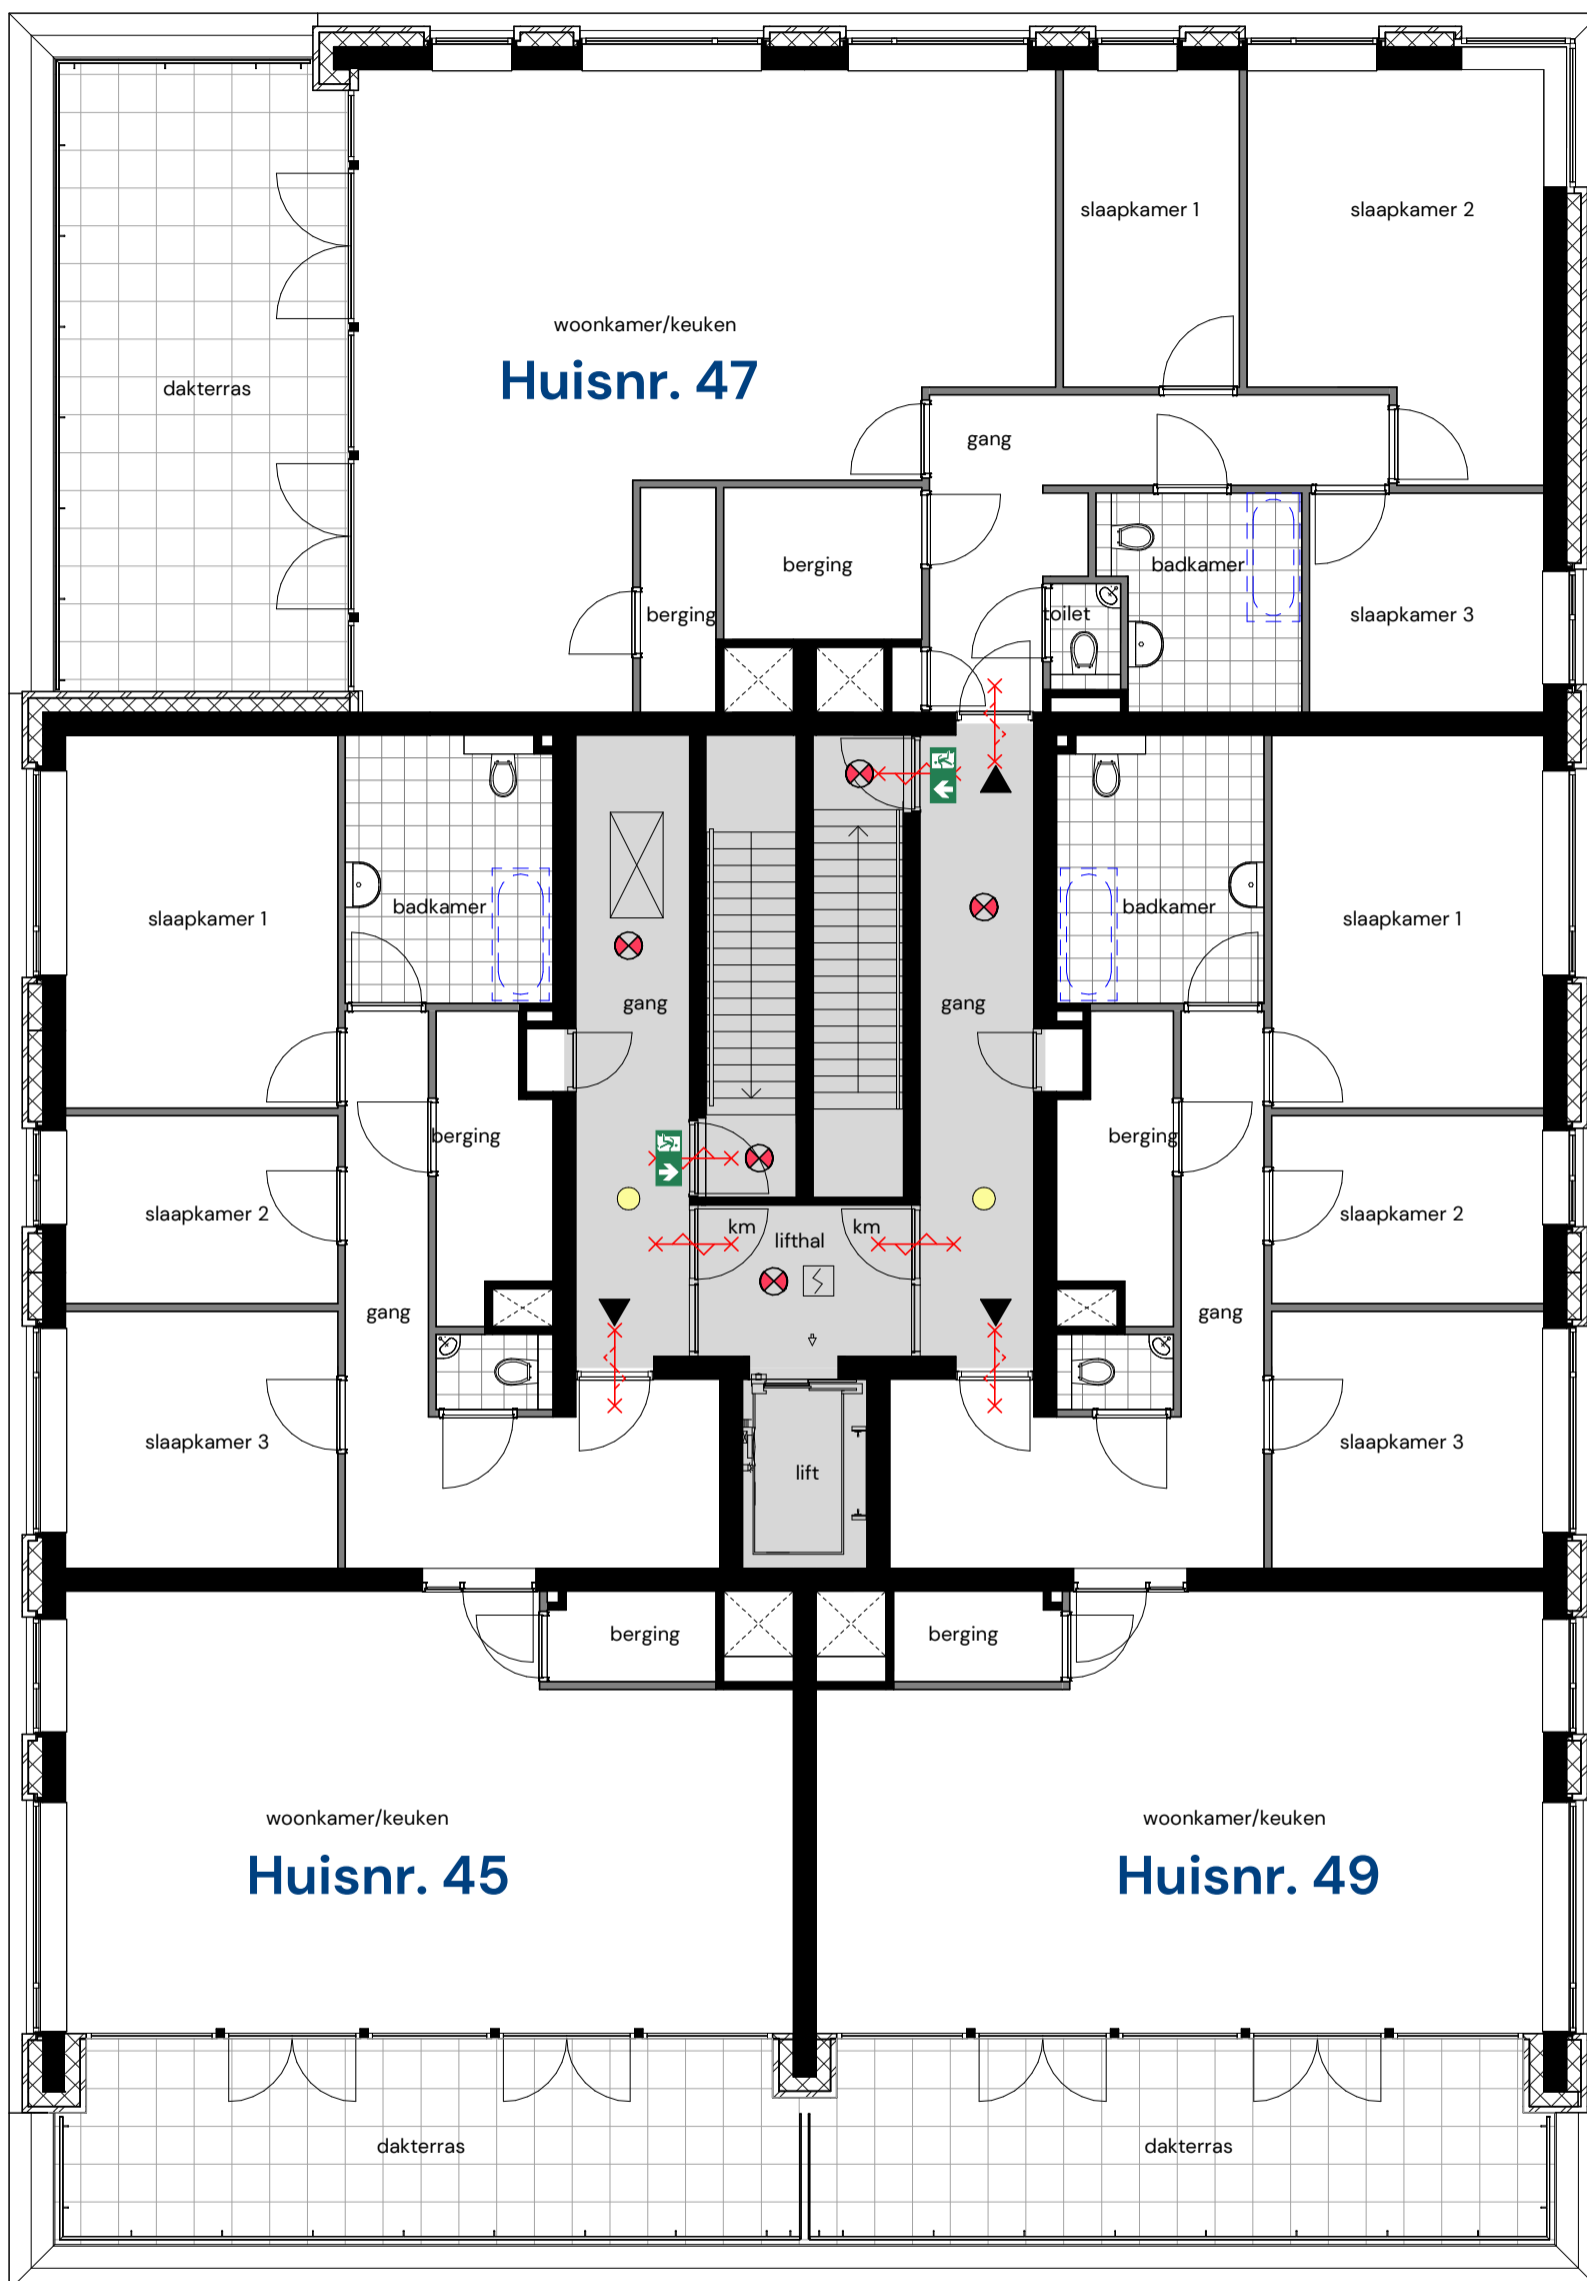 slaapkamer 1
slaapkamer 2
woonkamer/keuken
Huisnr. 47
dakterras
gang
berging
badkamer
berging
toilet
slaapkamer 3
slaapkamer 1
badkamer
badkamer
slaapkamer 1
gang
gang
berging
berging
slaapkamer 2
slaapkamer 2
km
km
lifthal
gang
gang
slaapkamer 3
slaapkamer 3
lift
berging
berging
woonkamer/keuken
woonkamer/keuken
Huisnr. 45
Huisnr. 49
dakterras
dakterras